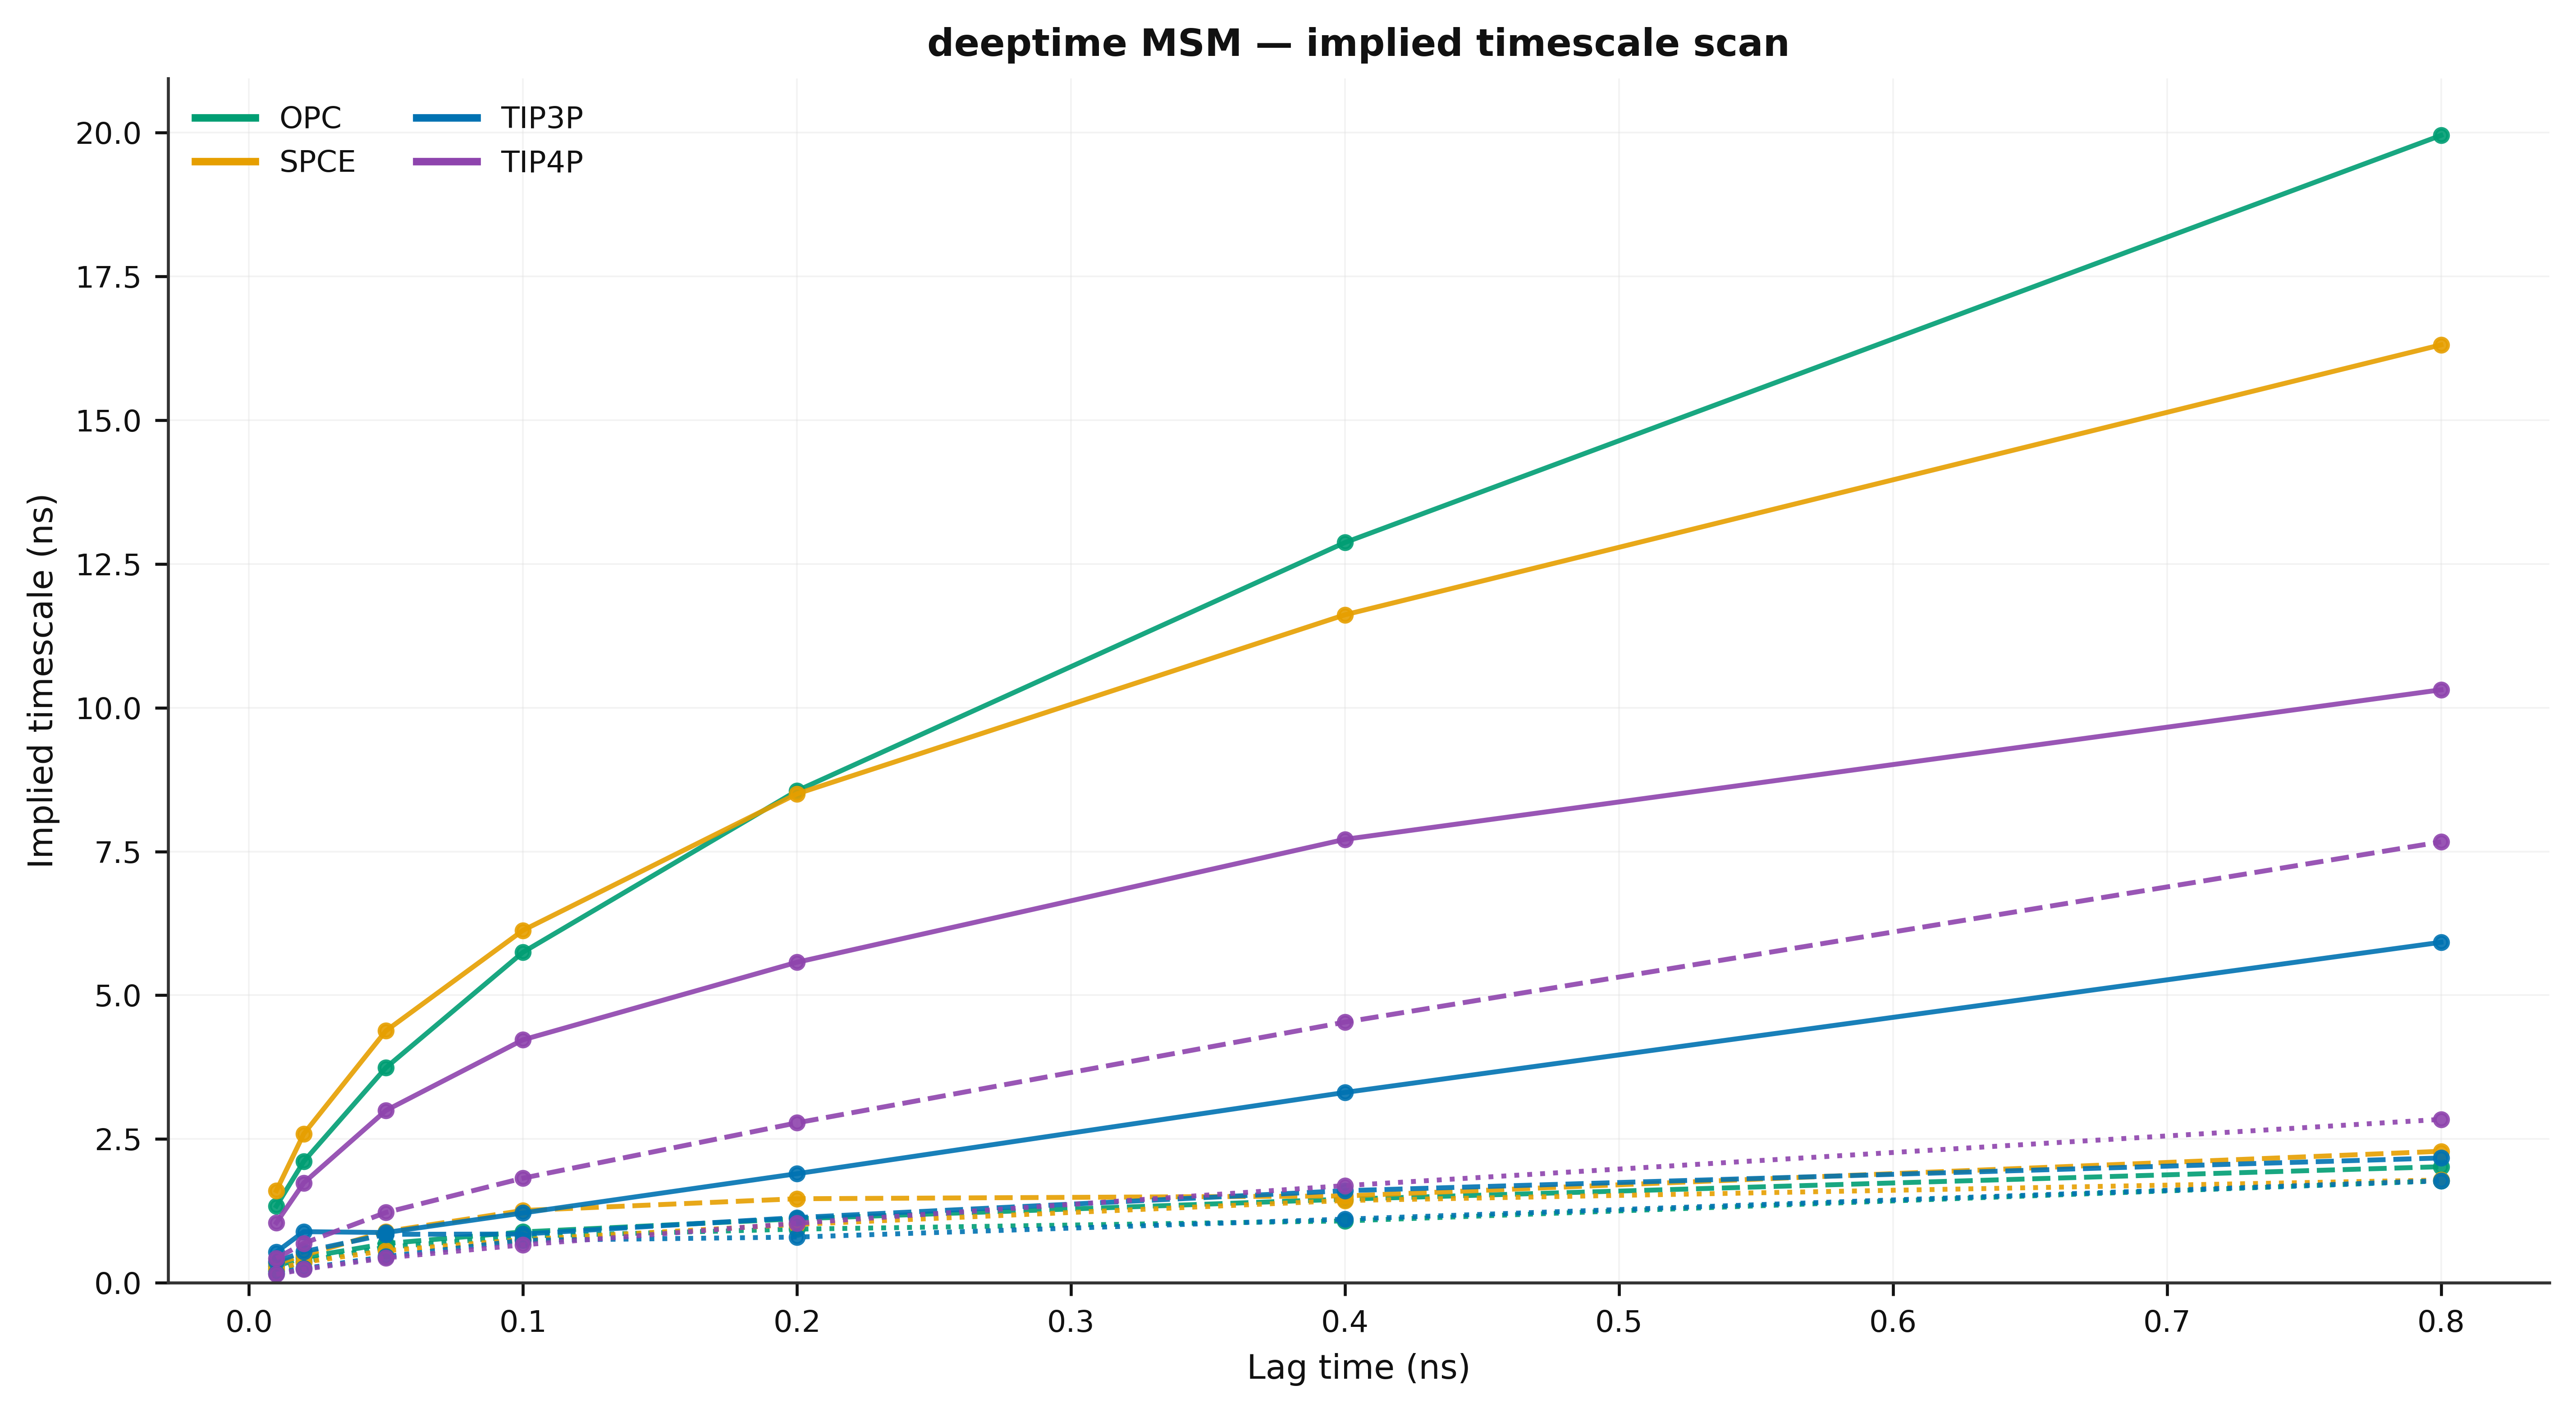 deeptime MSM — implied timescale scan
OPC
SPCE
TIP3P
TIP4P
Implied timescale (ns)
20.0
17.5
15.0
12.5
10.0
7.5
5.0
2.5
0.0
0.0 0.1 0.2 0.3 0.4 0.5 0.6 0.7 0.8
Lag time (ns)